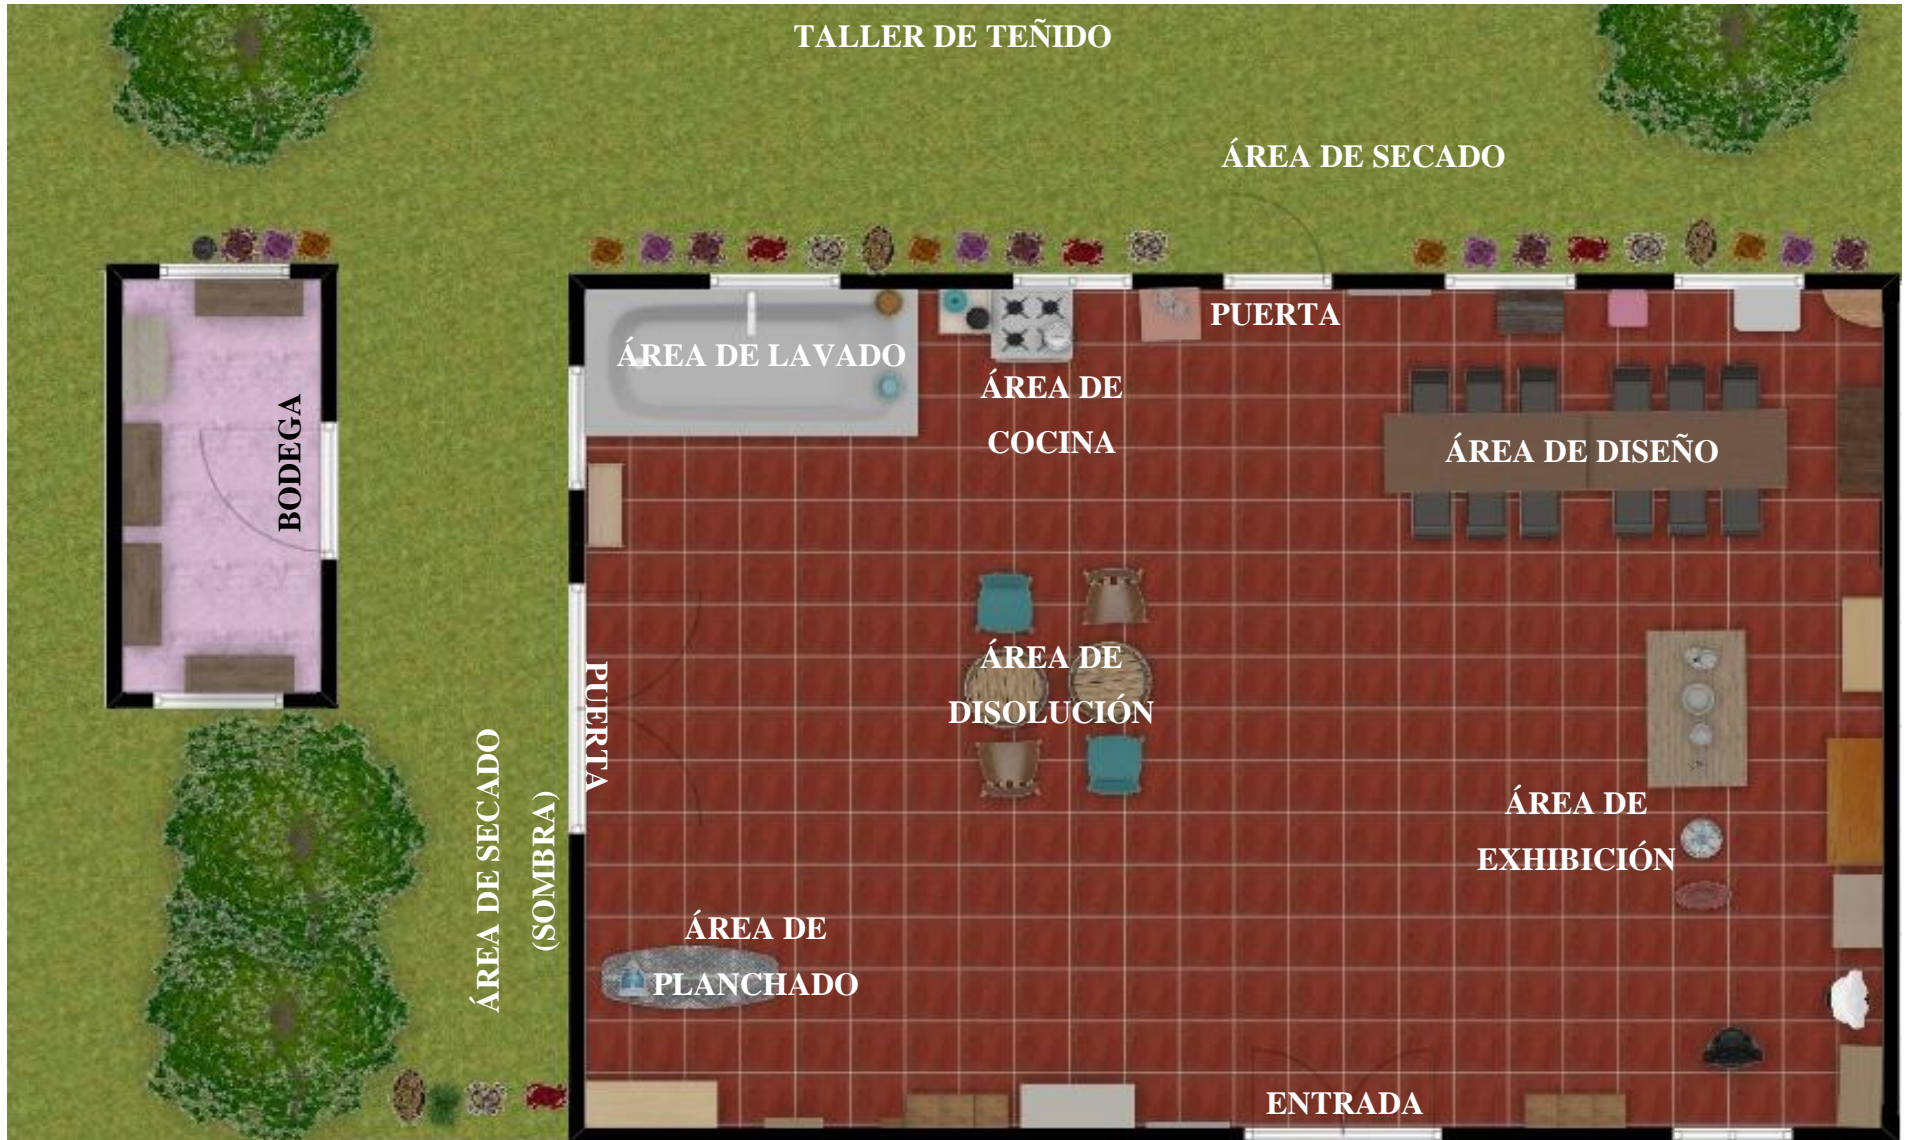 TALLER DE TEÑIDO
ÁREA DE SECADO
PUERTA
ÁREA DE LAVADO
ÁREA DE
COCINA
BODEGA
ÁREA DE DISEÑO
ÁREA DE
DISOLUCIÓN
PUERTA
ÁREA DE SECADO
(SOMBRA)
ÁREA DE
EXHIBICIÓN
ÁREA DE
PLANCHADO
ENTRADA